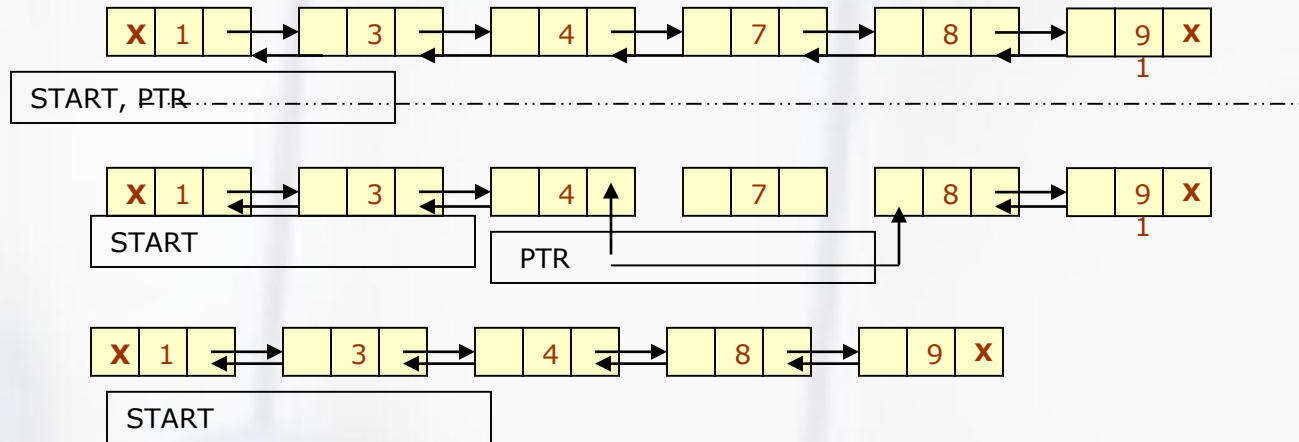 X 1 3 4 7 8 9 X
1
START, PTR
X 1 3 4 7 8 9 X
1
START
PTR
X 1 3 4 8 9 X
START